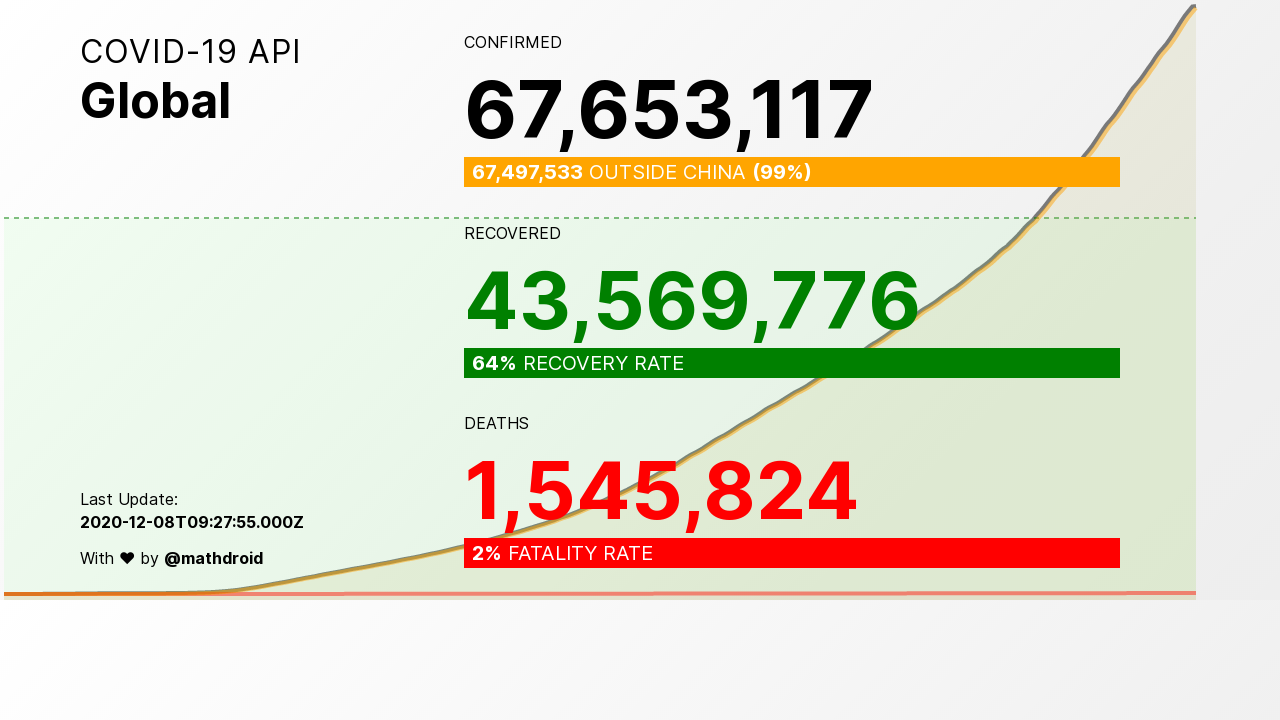 COVID-19 API
Global
CONFIRMED
67,653,117
67,497,533 OUTSIDE CHINA (99%)
RECOVERED
43,569,776
64% RECOVERY RATE
DEATHS
1,545,824
2% FATALITY RATE
Last Update:
2020-12-08T09:27:55.000Z
With ♥ by @mathdroid